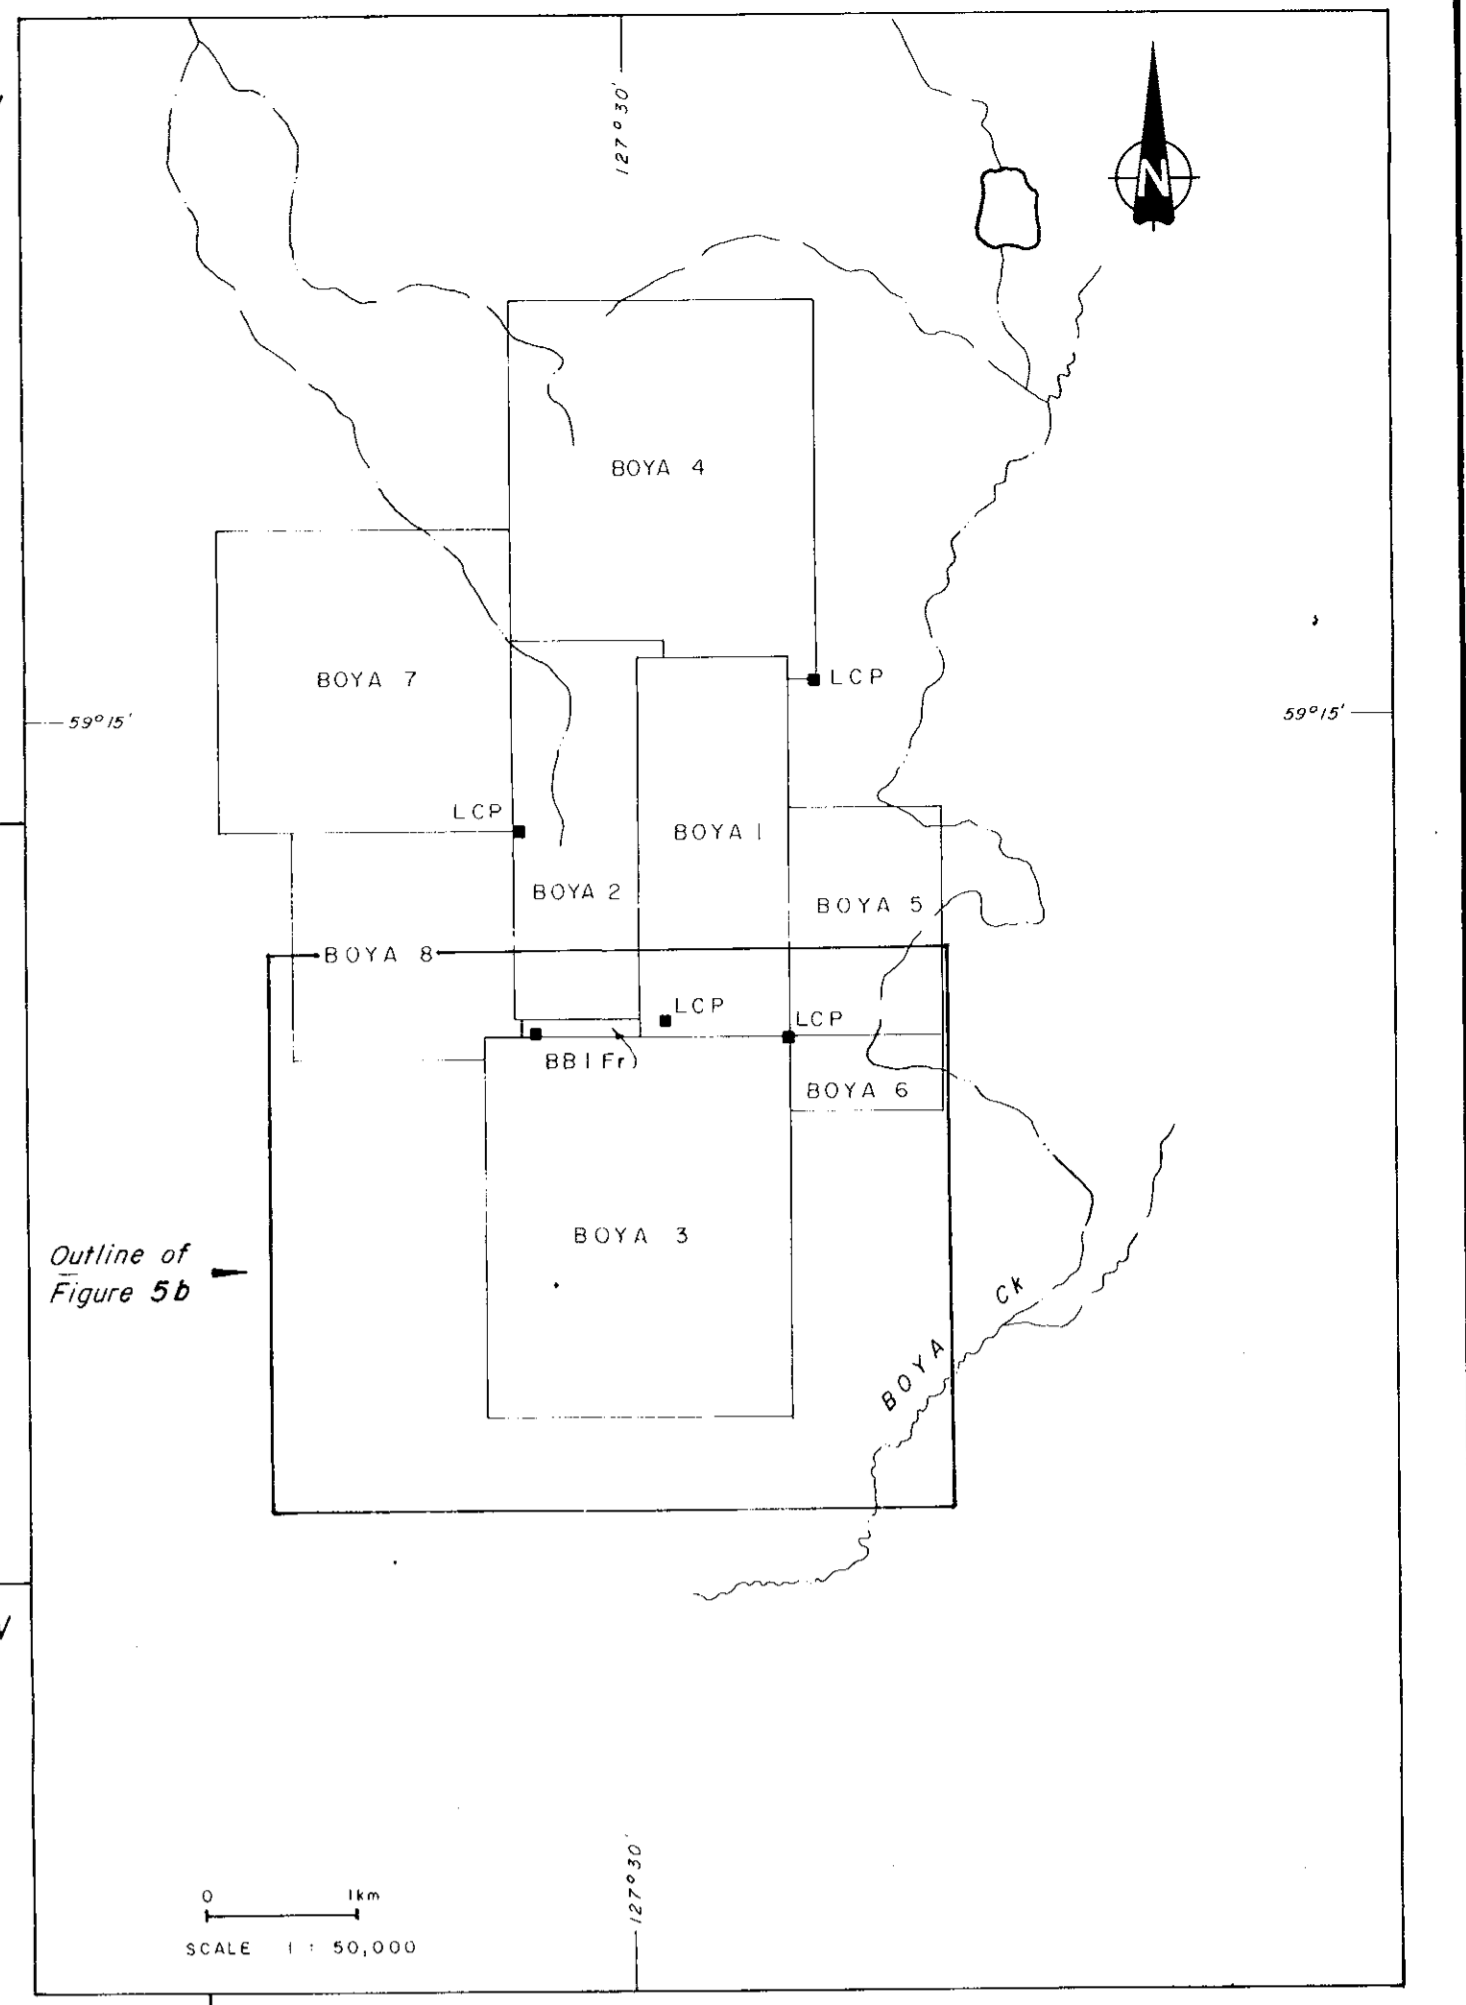 127°30'
N
BOYA 4
BOYA 7
LCP
59°15'
59°15'
LCP
BOYA 1
BOYA 2
BOYA 5
BOYA 8
LCP
LCP
BB 1 Fr)
BOYA 6
BOYA 3
Outline of
Figure 5b
BOYA Ck
127°30'
0 1km
SCALE 1 : 50,000